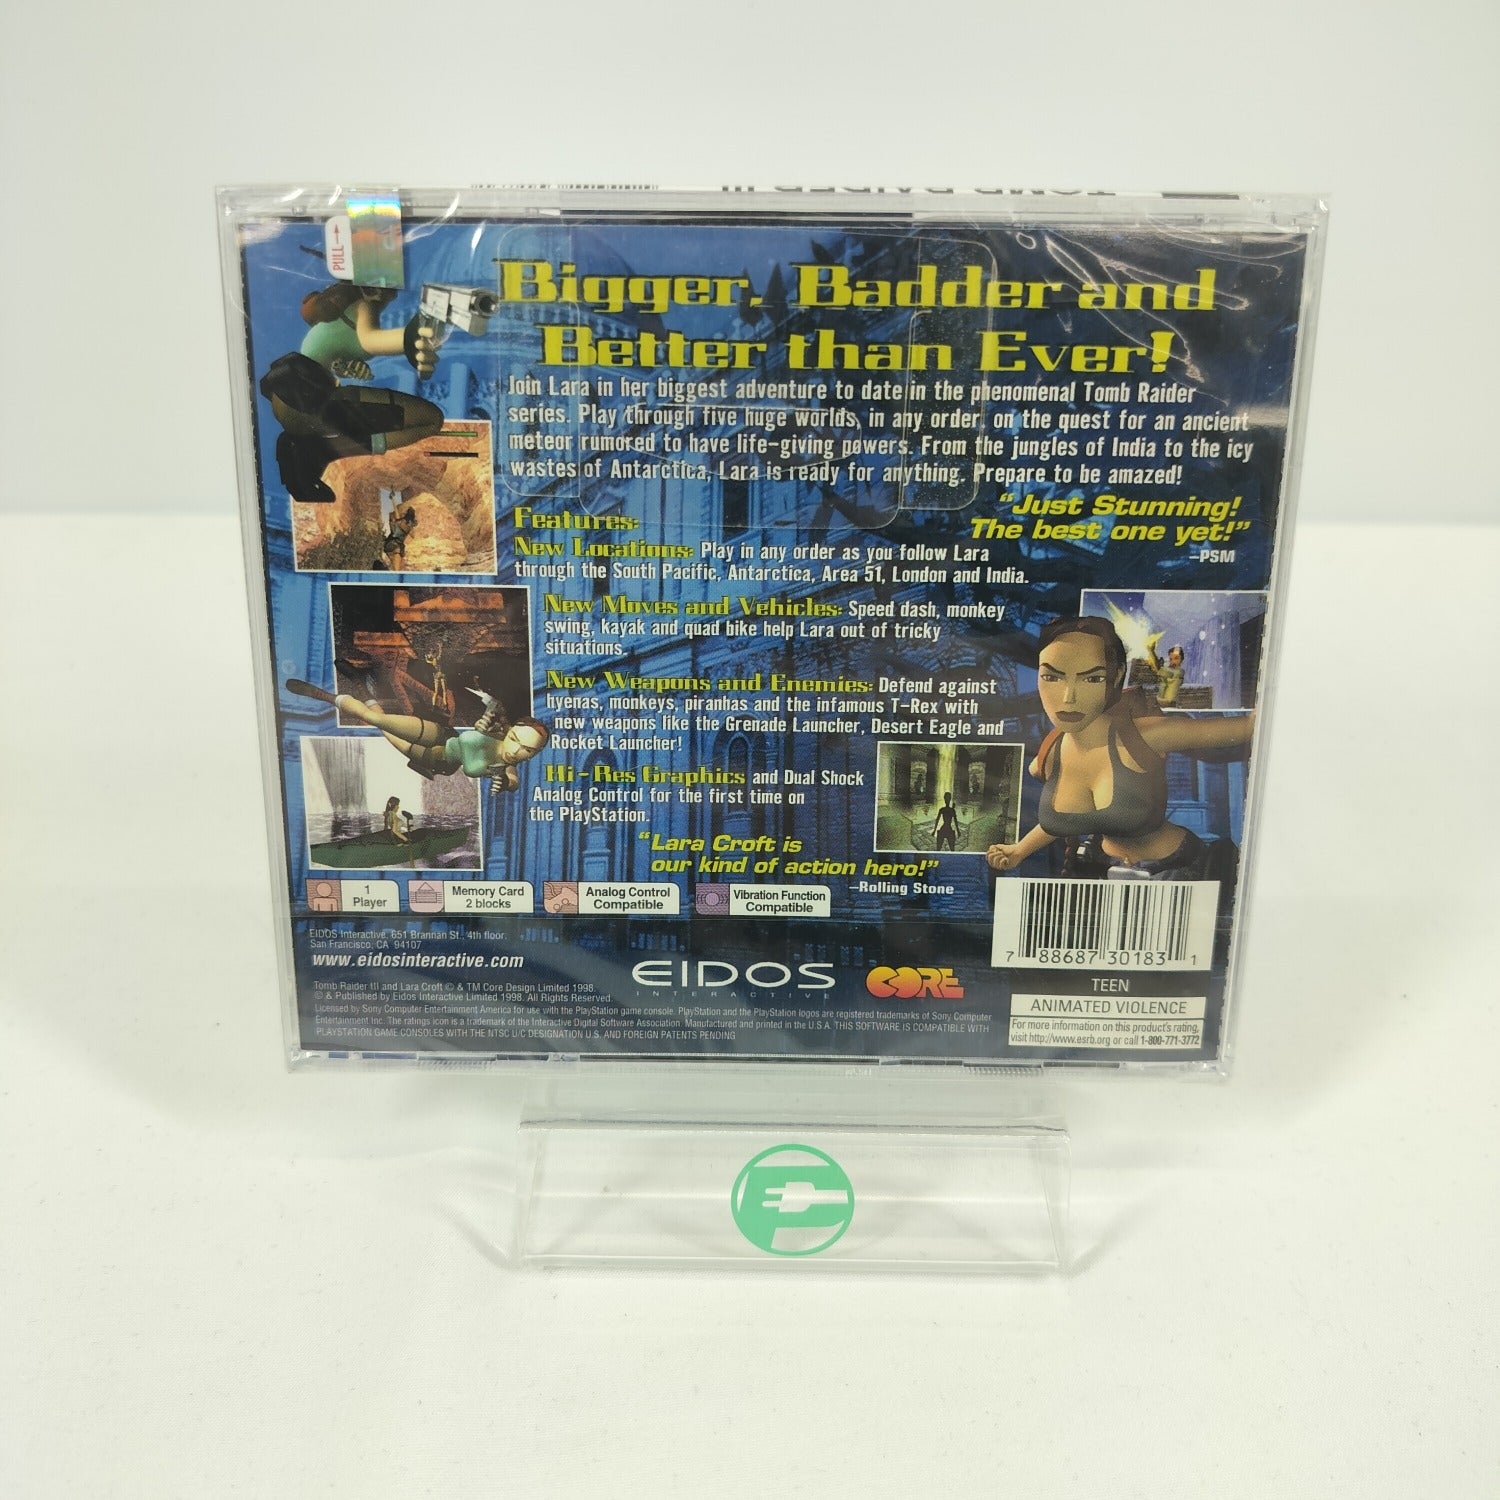 TOMB RAIDER III
PULL→
Bigger, Badder and
Better than Ever!
Join Lara in her biggest adventure to date in the phenomenal Tomb Raider
series. Play through five huge worlds, in any order, on the quest for an ancient
meteor rumored to have life-giving powers. From the jungles of India to the icy
wastes of Antarctica, Lara is ready for anything. Prepare to be amazed!
“Just Stunning!
The best one yet!”
–PSM
Features:
New Locations: Play in any order as you follow Lara
through the South Pacific, Antarctica, Area 51, London and India.
New Moves and Vehicles: Speed dash, monkey
swing, kayak and quad bike help Lara out of tricky
situations.
New Weapons and Enemies: Defend against
hyenas, monkeys, piranhas and the infamous T-Rex with
new weapons like the Grenade Launcher, Desert Eagle and
Rocket Launcher!
Hi-Res Graphics and Dual Shock
Analog Control for the first time on
the PlayStation.
“Lara Croft is
our kind of action hero!”
–Rolling Stone
1
Player
Memory Card
2 blocks
Analog Control
Compatible
Vibration Function
Compatible
EIDOS Interactive, 651 Brannan St., 4th floor.
San Francisco, CA 94107
www.eidosinteractive.com
EIDOS
INTERACTIVE
CORE
7 88687 30183 1
Tomb Raider III and Lara Croft © & TM Core Design Limited 1998.
© & Published by Eidos Interactive Limited 1998. All Rights Reserved.
Licensed by Sony Computer Entertainment America for use with the PlayStation game console. PlayStation and the PlayStation logos are registered trademarks of Sony Computer
Entertainment Inc. The ratings icon is a trademark of the Interactive Digital Software Association. Manufactured and printed in the U.S.A. THIS SOFTWARE IS COMPATIBLE WITH
PLAYSTATION GAME CONSOLES WITH THE NTSC U/C DESIGNATION U.S. AND FOREIGN PATENTS PENDING
TEEN
ANIMATED VIOLENCE
For more information on this product's rating,
visit http://www.esrb.org or call 1-800-771-3772